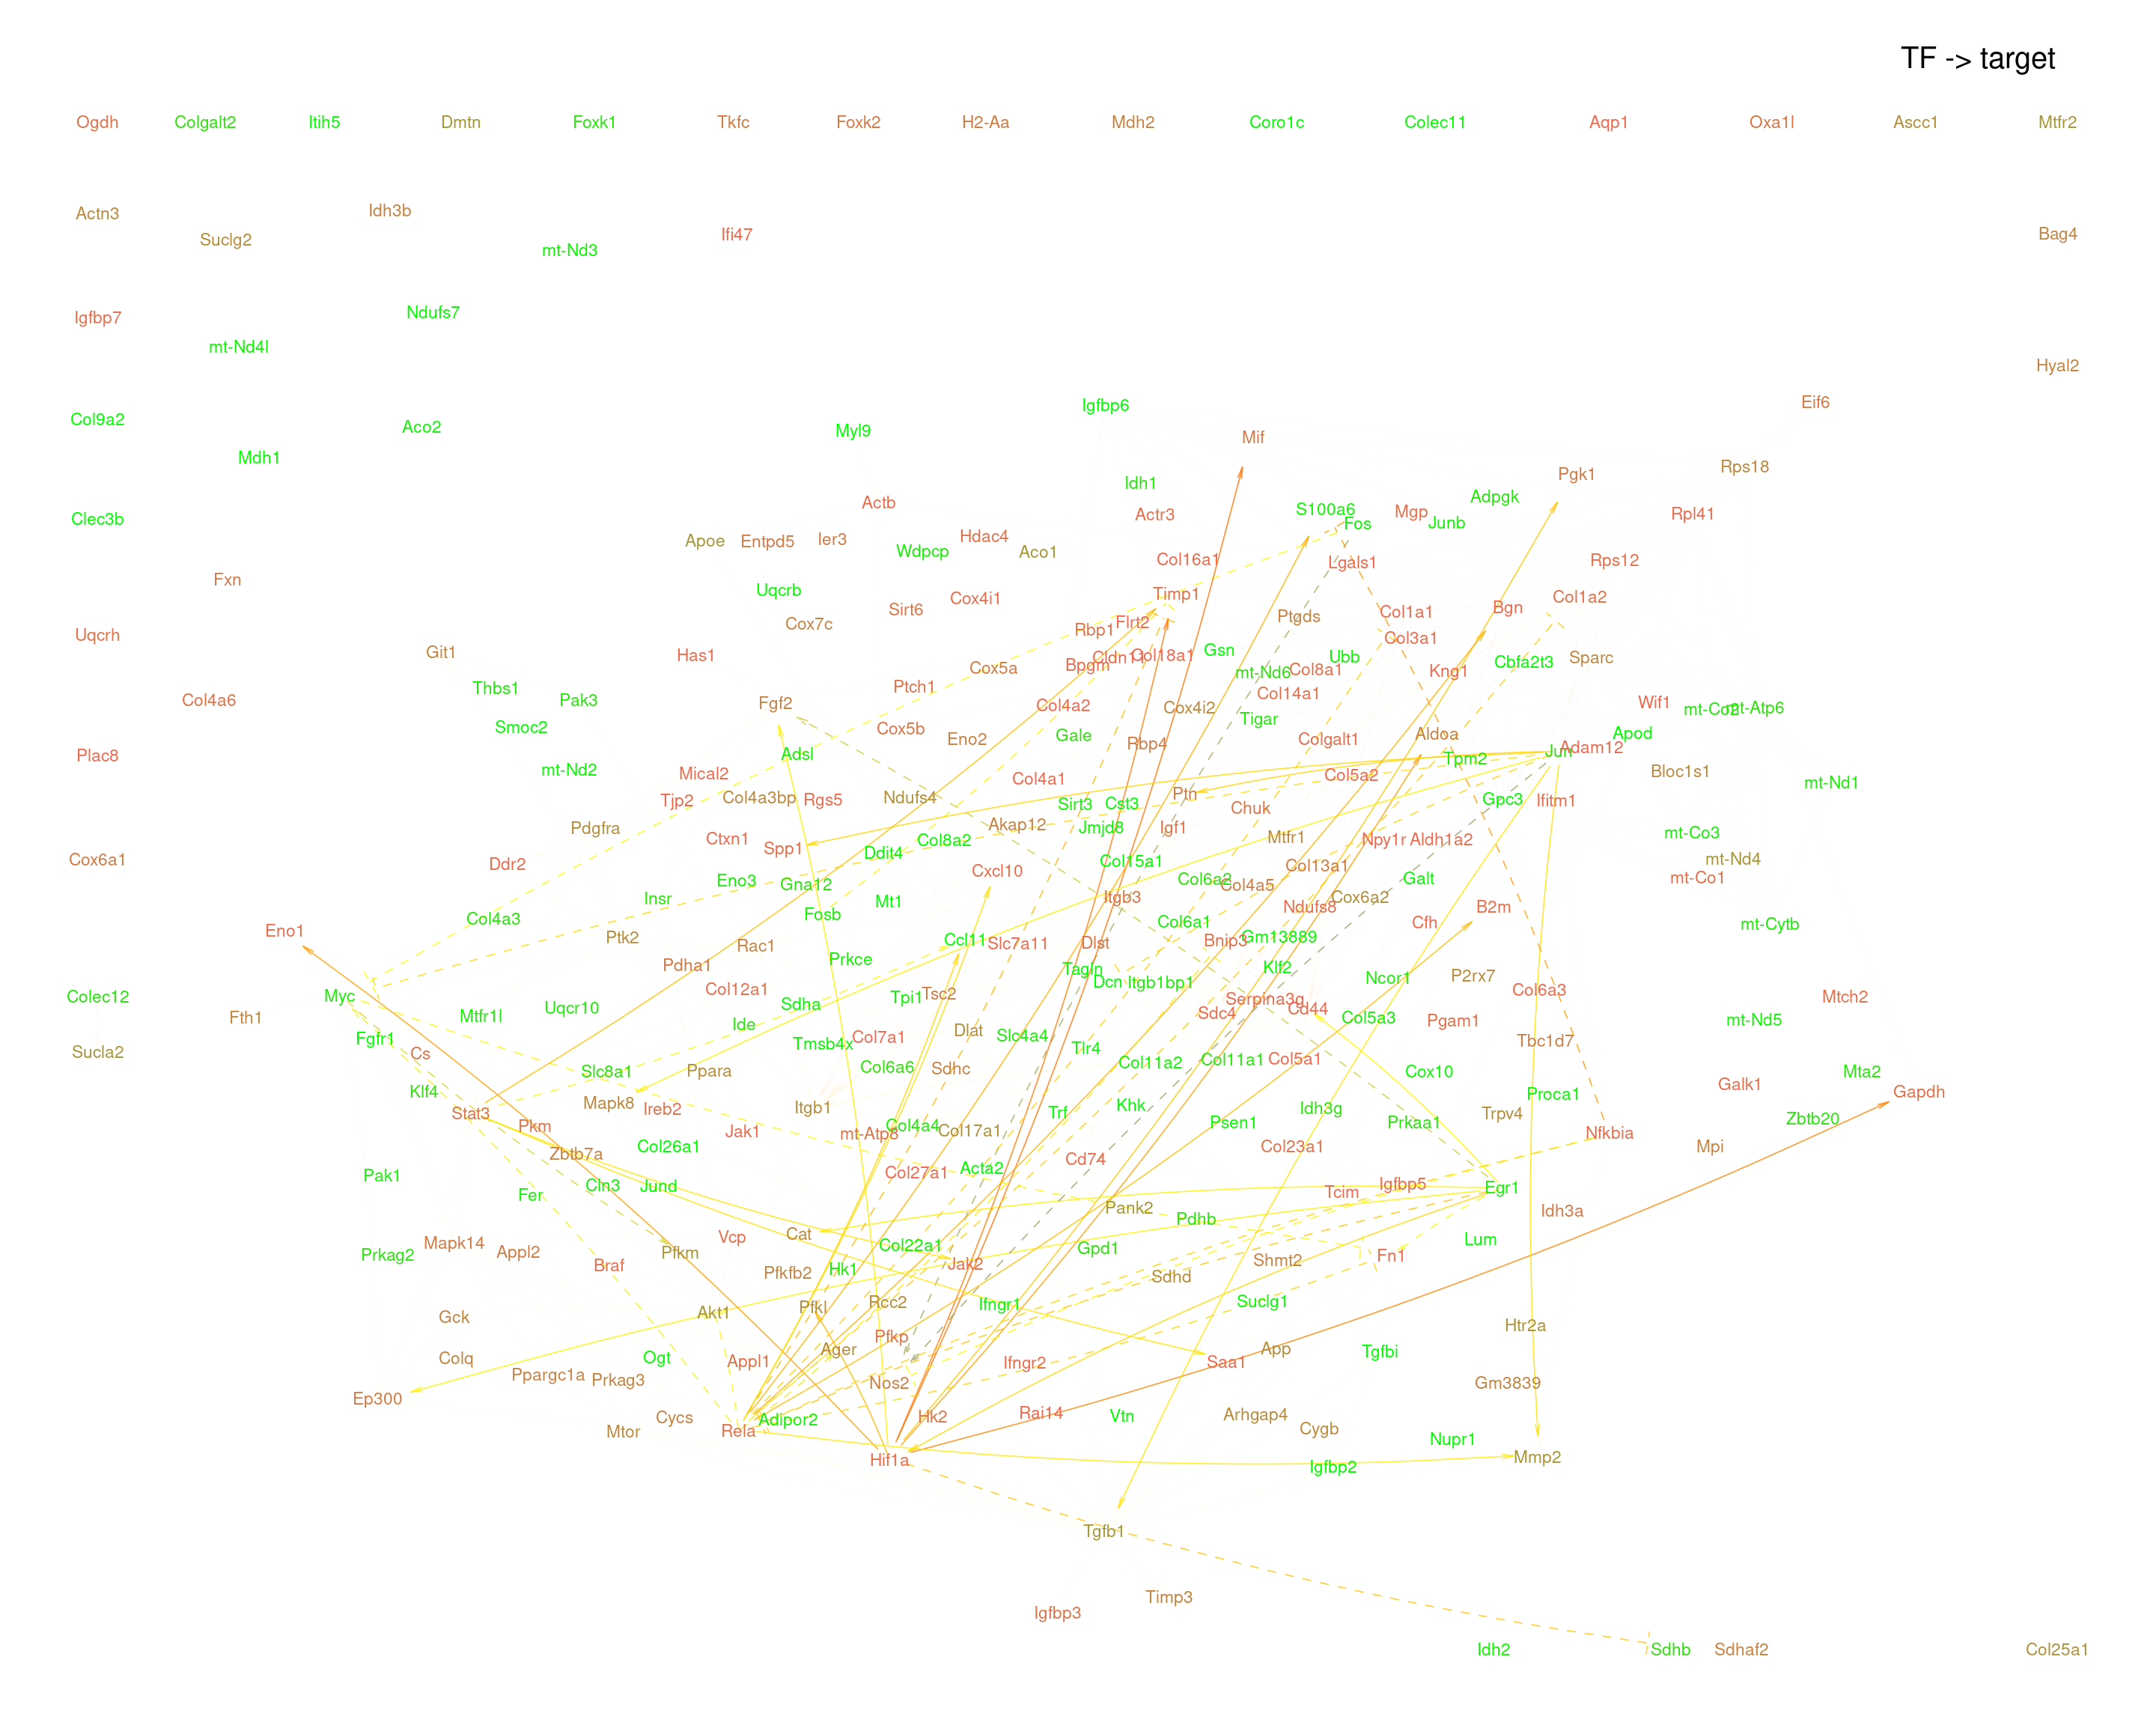 TF -> target
Ogdh Colgalt2 Itih5 Dmtn Foxk1 Tkfc Foxk2 H2-Aa Mdh2 Coro1c Colec11 Aqp1 Oxa1l Ascc1 Mtfr2
Actn3 Idh3b
Suclg2 mt-Nd3 Ifi47 Bag4
Igfbp7 Ndufs7
mt-Nd4l Hyal2
Igfbp6 Eif6
Col9a2 Aco2 Myl9 Mif
Mdh1 Pgk1 Rps18
Idh1 Adpgk
Clec3b Actb Actr3 S100a6 Fos Mgp Junb Rpl41
Apoe Entpd5 Ier3 Wdpcp Hdac4 Aco1
Col16a1 Lgals1 Rps12
Fxn Uqcrb Cox4i1 Timp1 Col1a2
Sirt6 Cox7c Rbp1 Flrt2 Ptgds Col1a1 Bgn
Uqcrh Git1 Has1 Cox5a Bpgm Cldn11 Col18a1 Gsn Ubb Col3a1 Cbfa2t3 Sparc
mt-Nd6 Col8a1 Kng1
Col4a6 Thbs1 Pak3 Fgf2 Ptch1 Col4a2 Cox4i2 Col14a1 Wif1 mt-Co2 mt-Atp6
Smoc2 Cox5b Eno2 Gale Rbp4 Tigar Colgalt1 Aldoa Apod
Plac8 Adsl Jun Adam12
mt-Nd2 Mical2 Col4a1 Col5a2 Tpm2 Bloc1s1 mt-Nd1
Tjp2 Col4a3bp Rgs5 Ndufs4 Sirt3 Cst3 Ptn Chuk Gpc3 Ifitm1
Pdgfra Ctxn1 Spp1 Col8a2 Akap12 Jmjd8 Igf1 Mtfr1 Npy1r Aldh1a2 mt-Co3
Cox6a1 Ddr2 Ddit4 Cxcl10 Col15a1 Col13a1 mt-Nd4
Eno3 Gna12 Col6a2 Col4a5 Galt mt-Co1
Insr Mt1 Itgb3 Cox6a2
Col4a3 Fosb Col6a1 Ndufs8 Cfh B2m mt-Cytb
Eno1 Ptk2 Rac1 Ccl11 Slc7a11 Dlst Bnip3 Gm13889
Pdha1 Prkce Tagln Klf2 Ncor1 P2rx7
Colec12 Myc Col12a1 Sdha Tpi1 Tsc2 Dcn Itgb1bp1 Serpina3g Col6a3 Mtch2
Fth1 Mtfr1l Uqcr10 Ide Sdc4 Cd44 Col5a3 Pgam1 mt-Nd5
Sucla2 Fgfr1 Cs Tmsb4x Col7a1 Dlat Slc4a4 Tlr4 Tbc1d7
Slc8a1 Ppara Col6a6 Sdhc Col11a2 Col11a1 Col5a1 Cox10 Mta2
Klf4 Stat3 Mapk8 Ireb2 Itgb1 Trf Khk Idh3g Trpv4 Proca1 Galk1 Gapdh
Pkm Jak1 mt-Atp8 Col4a4 Col17a1 Psen1 Prkaa1 Nfkbia Zbtb20
Zbtb7a Col26a1 Col27a1 Acta2 Cd74 Col23a1 Mpi
Pak1 Fer Cln3 Jund Tcim Igfbp5 Egr1
Pank2 Idh3a
Mapk14 Vcp Cat Pdhb
Prkag2 Appl2 Braf Pfkm Pfkfb2 Hk1 Col22a1 Jak2 Gpd1 Sdhd Shmt2 Fn1 Lum
Gck Akt1 Pfkl Rcc2 Ifngr1 Suclg1
Colq Ogt Appl1 Ager Pfkp Ifngr2 Saa1 App Tgfbi Htr2a
Ep300 Ppargc1a Prkag3 Nos2 Gm3839
Mtor Cycs Rela Adipor2 Hk2 Rai14 Vtn Arhgap4 Cygb
Hif1a Igfbp2 Nupr1 Mmp2
Tgfb1
Igfbp3 Timp3
Idh2 Sdhb Sdhaf2 Col25a1